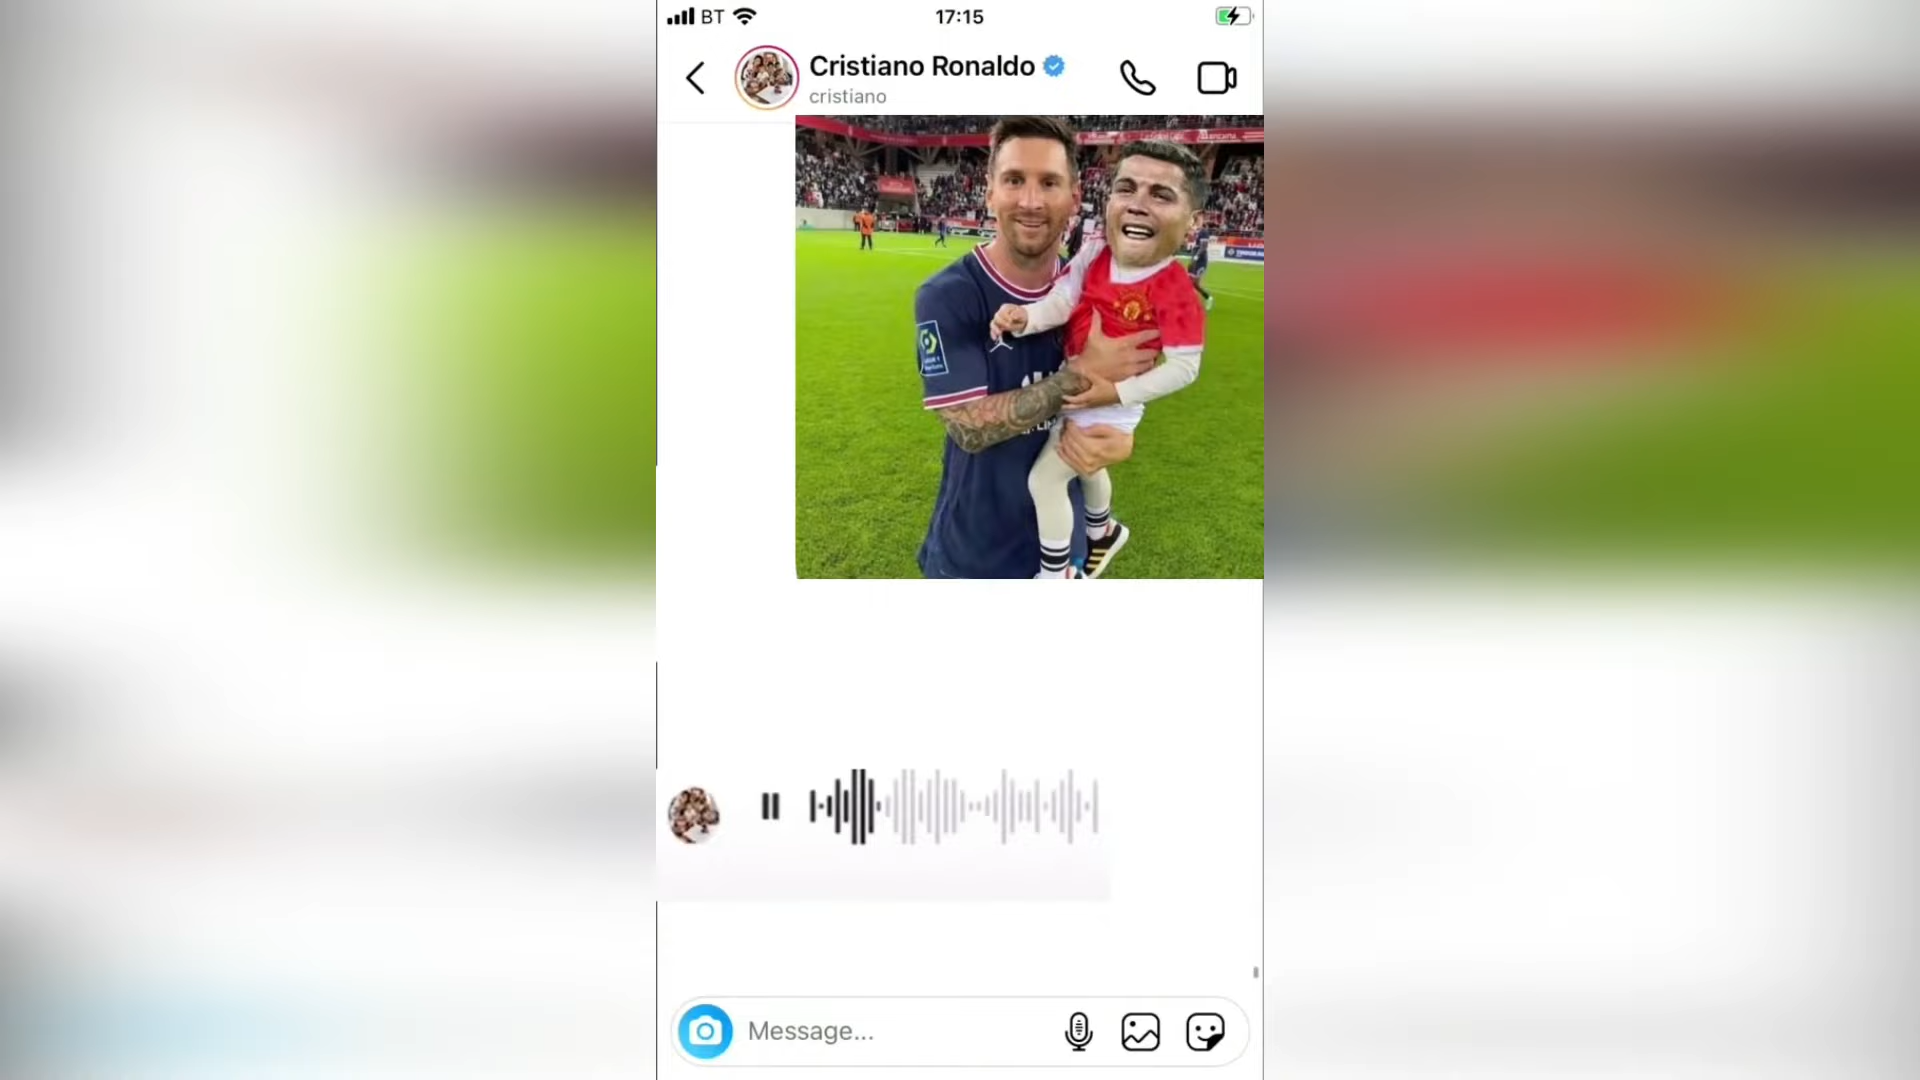 BT
17:15
Cristiano Ronaldo
cristiano
Message...